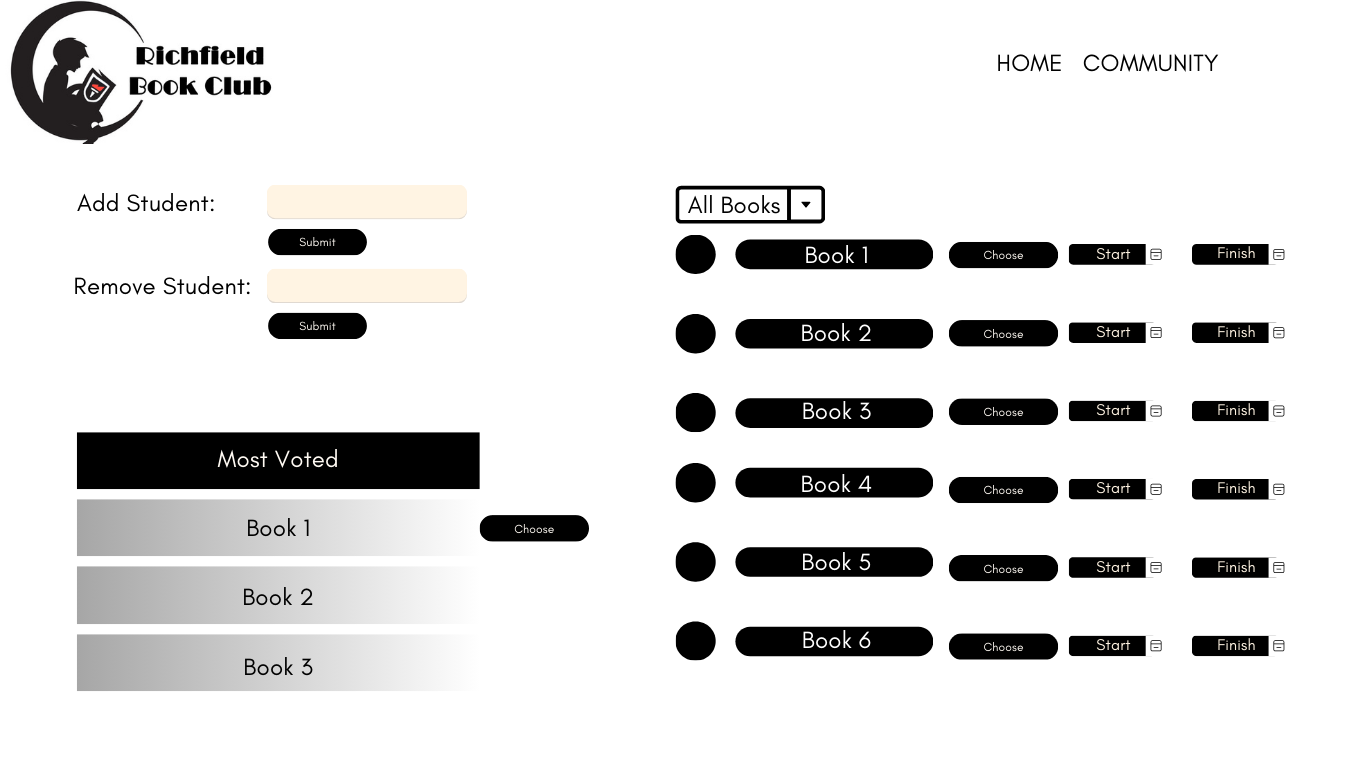 Richfield
Book Club
HOME COMMUNITY
Add Student:
Submit
Remove Student:
Submit
Most Voted
Book 1 Choose
Book 2
Book 3
All Books
Book 1 Choose Start Finish
Book 2 Choose Start Finish
Book 3 Choose Start Finish
Book 4 Choose Start Finish
Book 5 Choose Start Finish
Book 6 Choose Start Finish